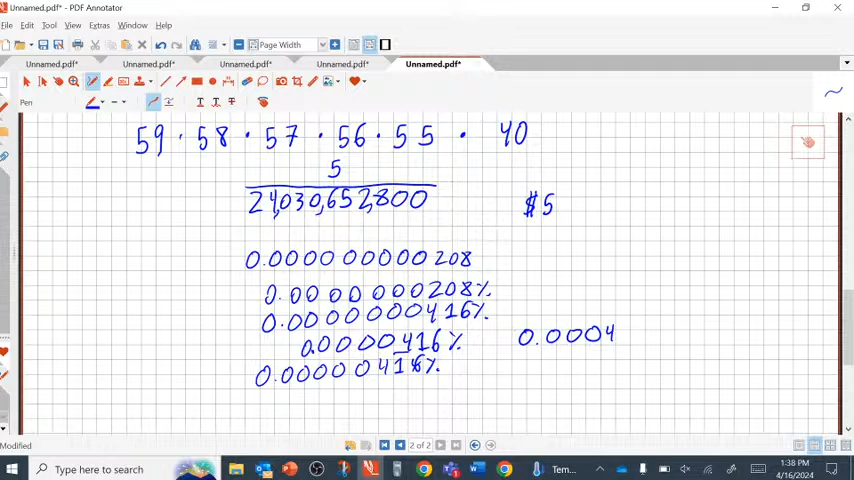 Unnamed.pdf* - PDF Annotator
File Edit Tool View Extras Window Help
Page Width
Unnamed.pdf* Unnamed.pdf* Unnamed.pdf* Unnamed.pdf* Unnamed.pdf*
Pen
59 · 58 · 57 · 56 · 55 · 40
5
24,030,652,800
$5
0.0000000000208
0.00000000208%
0.00000000416%
0.0000416% 0.0004
0.00000416%
Modified
2 of 2
Type here to search
Tem...
1:38 PM
4/16/2024